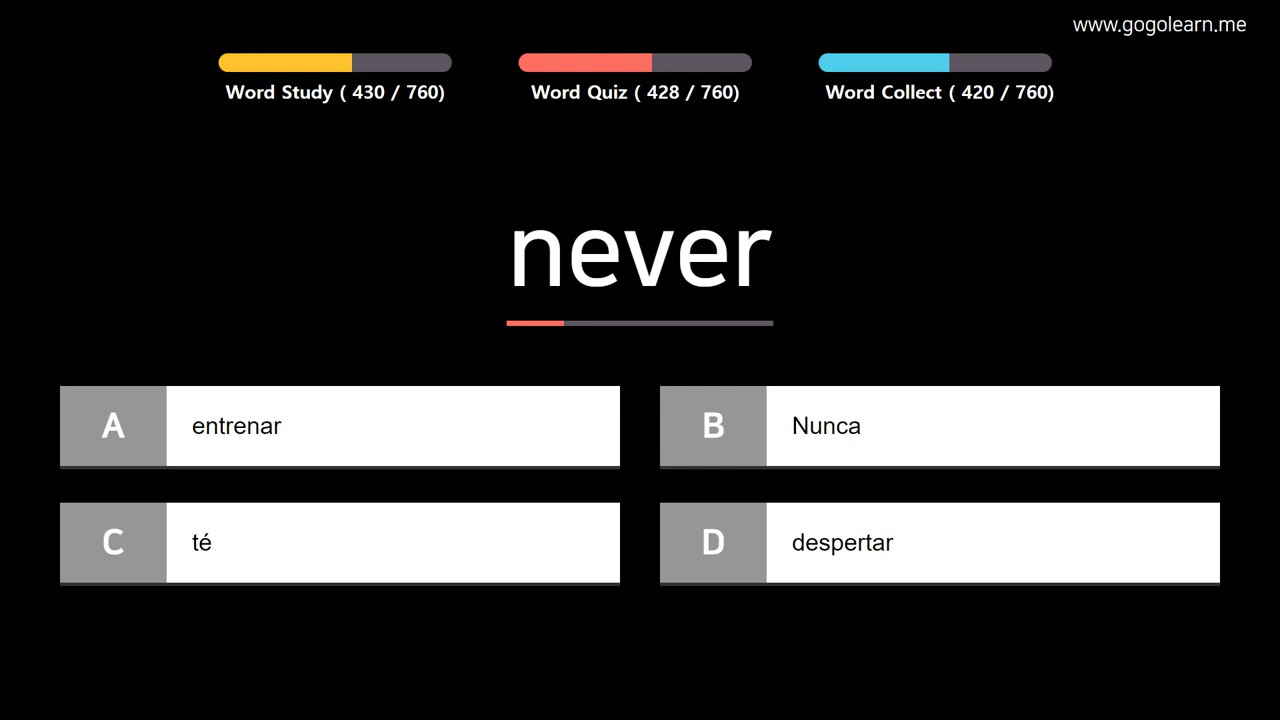 www.gogolearn.me
Word Study ( 430 / 760)
Word Quiz ( 428 / 760)
Word Collect ( 420 / 760)
never
A entrenar
B Nunca
C té
D despertar